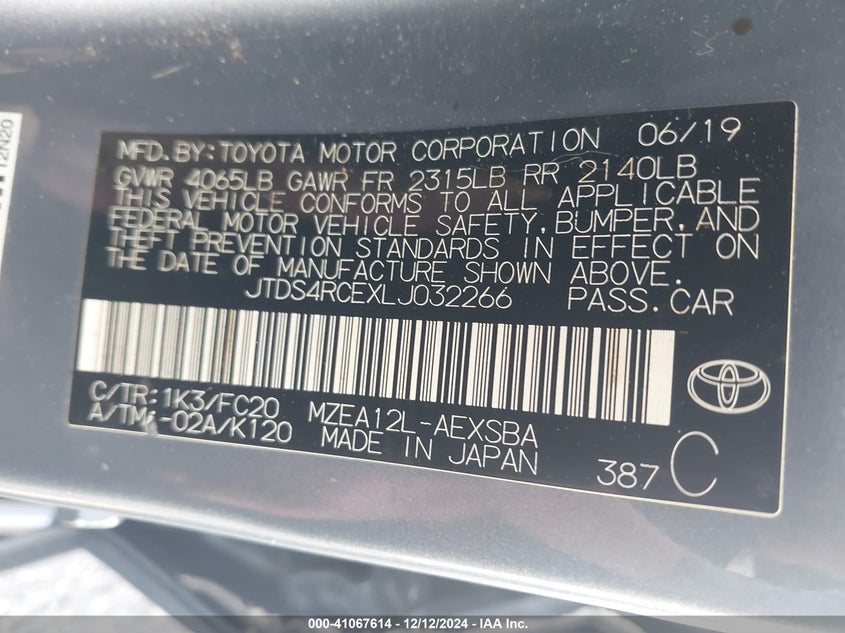 12N20
MFD.BY:TOYOTA MOTOR CORPORATION 06/19
GVWR 4065LB GAWR FR 2315LB RR 2140LB
THIS VEHICLE CONFORMS TO ALL APPLICABLE
FEDERAL MOTOR VEHICLE SAFETY,BUMPER,AND
THEFT PREVENTION STANDARDS IN EFFECT ON
THE DATE OF MANUFACTURE SHOWN ABOVE.
JTDS4RCEXLJ032266 PASS.CAR
C/TR:1K3/FC20
A/TM:-02A/K120
MZEA12L-AEXSBA
MADE IN JAPAN
387 C
000-41067614 - 12/12/2024 - IAA Inc.